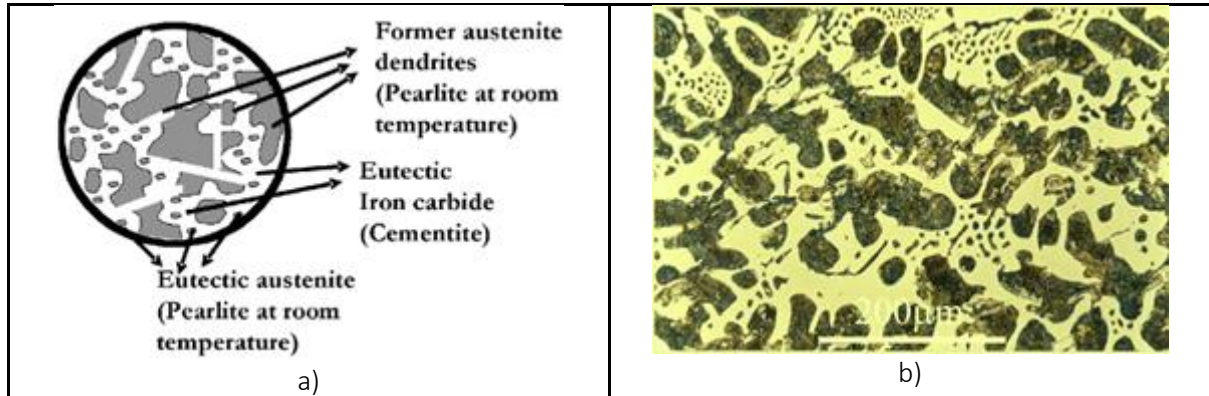 Former austenite
dendrites
(Pearlite at room
temperature)
Eutectic
Iron carbide
(Cementite)
Eutectic austenite
(Pearlite at room
temperature)
a)
200µm
b)